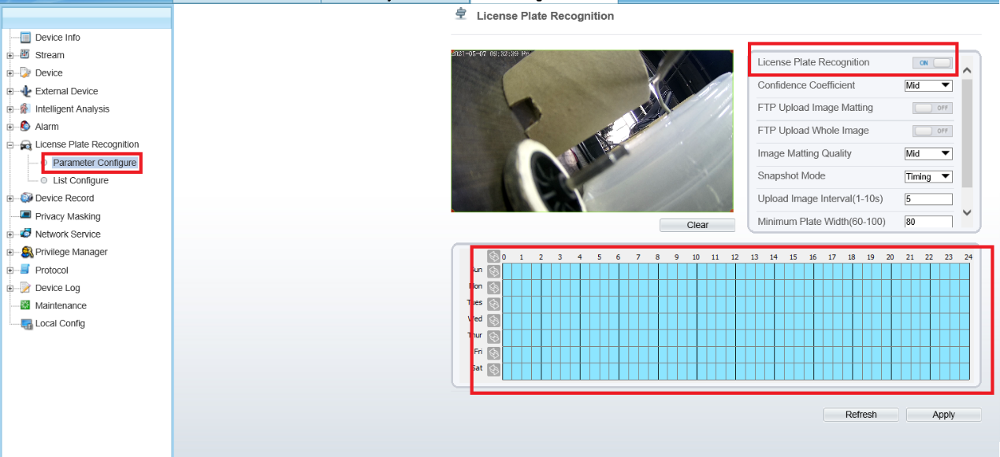 License Plate Recognition
Device Info
Stream
Device
External Device
Intelligent Analysis
Alarm
License Plate Recognition
Parameter Configure
List Configure
Device Record
Privacy Masking
Network Service
Privilege Manager
Protocol
Device Log
Maintenance
Local Config
2021-05-07 09:32:39 Fri
Clear
License Plate Recognition ON
Confidence Coefficient Mid
FTP Upload Image Matting OFF
FTP Upload Whole Image OFF
Image Matting Quality Mid
Snapshot Mode Timing
Upload Image Interval(1-10s) 5
Minimum Plate Width(60-100) 80
0 1 2 3 4 5 6 7 8 9 10 11 12 13 14 15 16 17 18 19 20 21 22 23 24
Sun
Mon
Tues
Wed
Thur
Fri
Sat
Refresh Apply